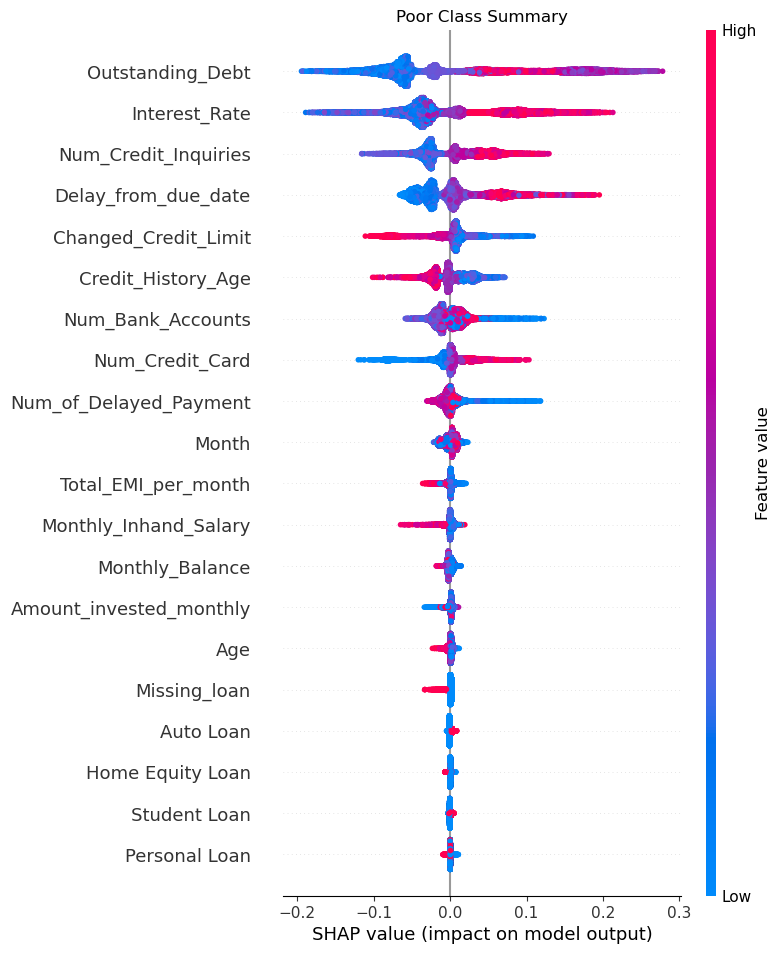 Poor Class Summary
High
Outstanding_Debt
Interest_Rate
Num_Credit_Inquiries
Delay_from_due_date
Changed_Credit_Limit
Credit_History_Age
Num_Bank_Accounts
Num_Credit_Card
Num_of_Delayed_Payment
Month
Total_EMI_per_month
Monthly_Inhand_Salary
Monthly_Balance
Amount_invested_monthly
Age
Missing_loan
Auto Loan
Home Equity Loan
Student Loan
Personal Loan
Feature value
Low
−0.2 −0.1 0.0 0.1 0.2 0.3
SHAP value (impact on model output)